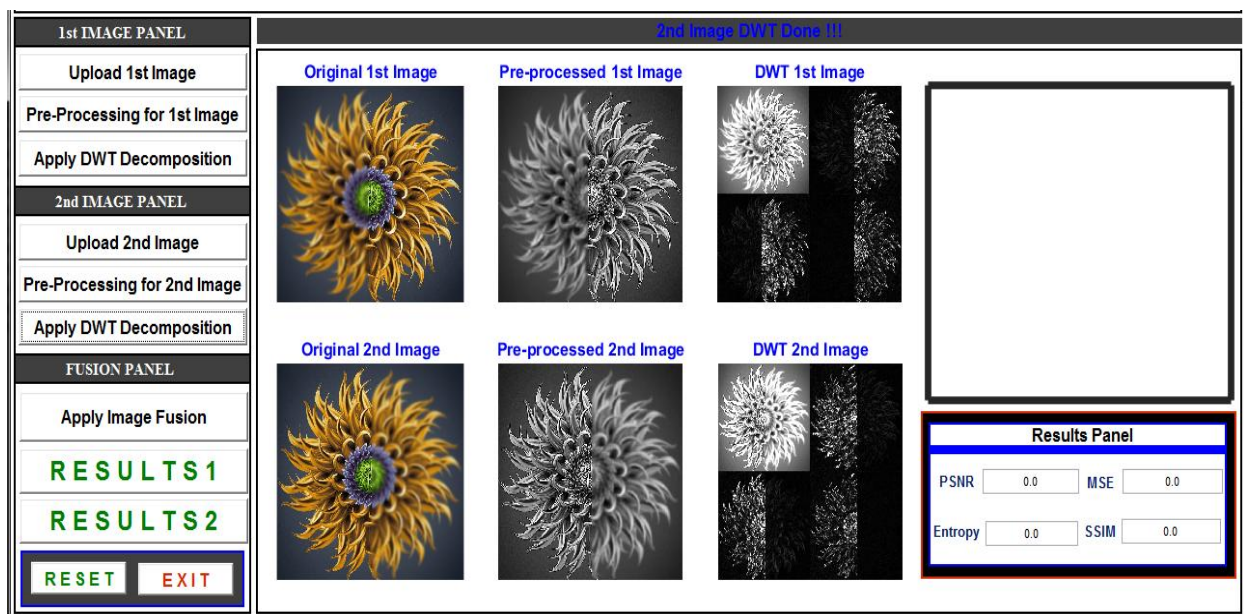 1st IMAGE PANEL
Upload 1st Image
Pre-Processing for 1st Image
Apply DWT Decomposition
2nd IMAGE PANEL
Upload 2nd Image
Pre-Processing for 2nd Image
Apply DWT Decomposition
FUSION PANEL
Apply Image Fusion
RESULTS1
RESULTS2
RESET EXIT
2nd Image DWT Done !!!
Original 1st Image Pre-processed 1st Image DWT 1st Image
Original 2nd Image Pre-processed 2nd Image DWT 2nd Image
Results Panel
PSNR 0.0 MSE 0.0
Entropy 0.0 SSIM 0.0